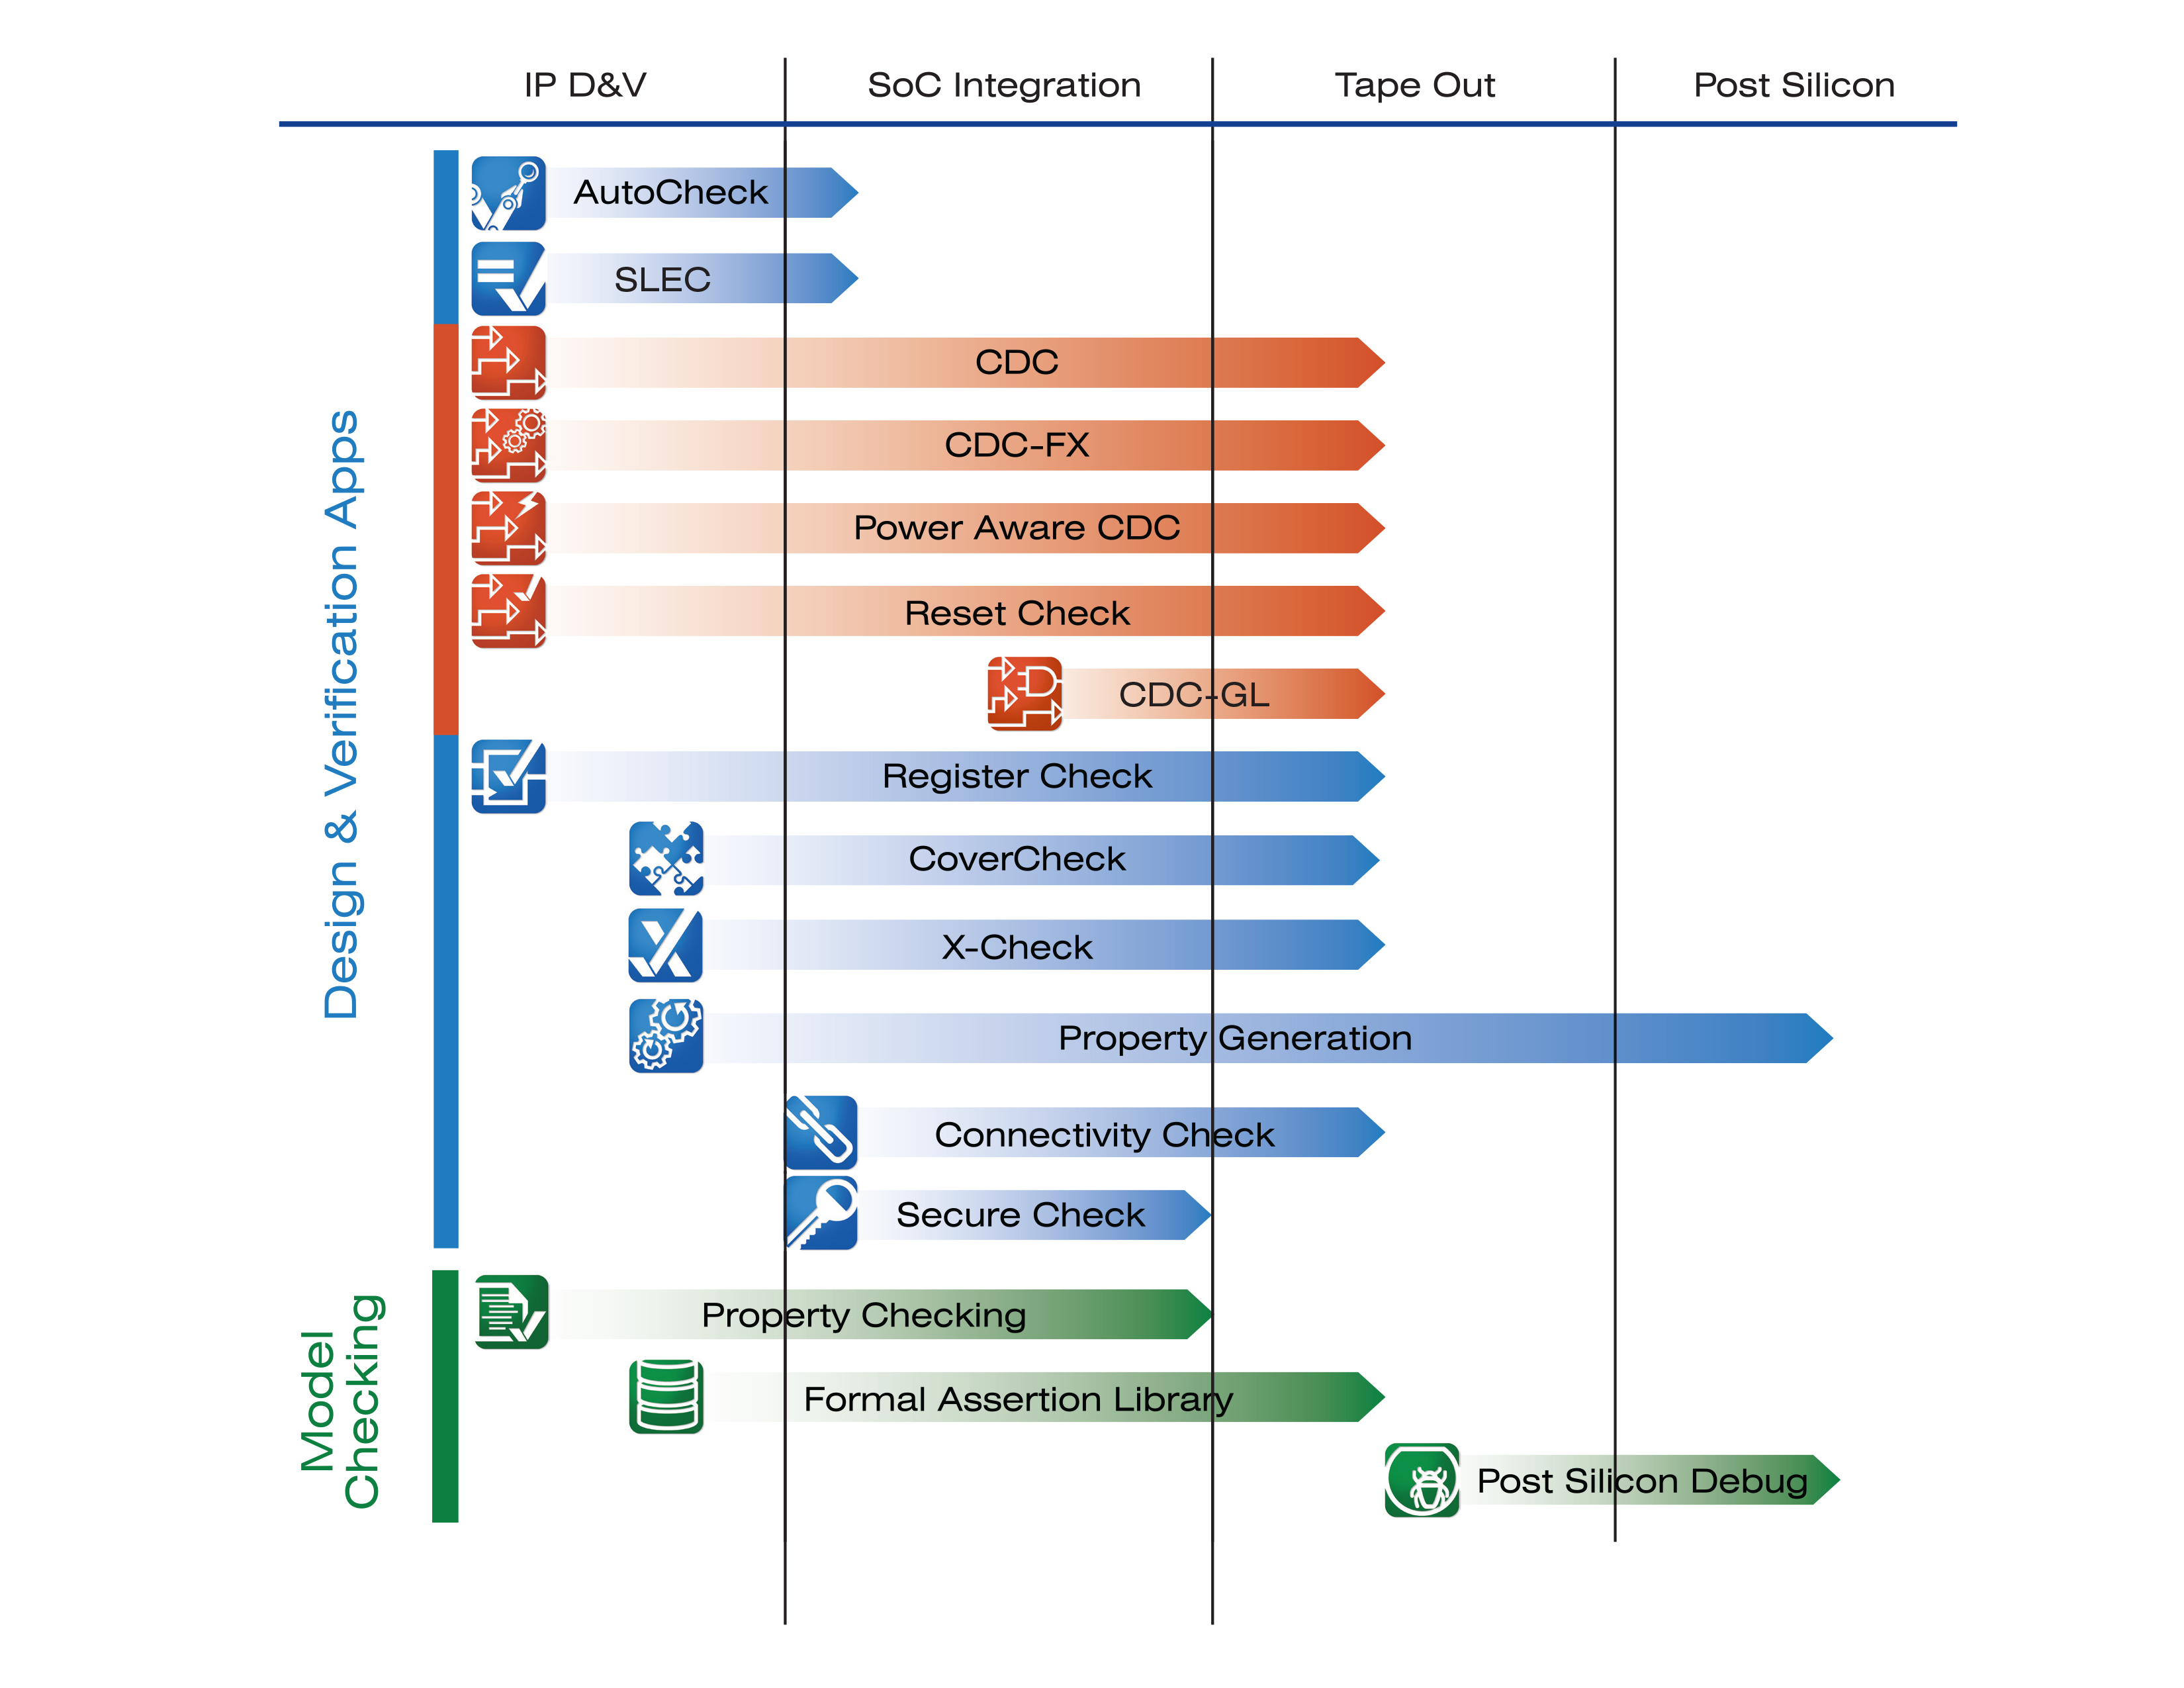 IP D&V
SoC Integration
Tape Out
Post Silicon
Design & Verification Apps
AutoCheck
SLEC
CDC
CDC-FX
Power Aware CDC
Reset Check
CDC-GL
Register Check
CoverCheck
X-Check
Property Generation
Connectivity Check
Secure Check
Model
Checking
Property Checking
Formal Assertion Library
Post Silicon Debug